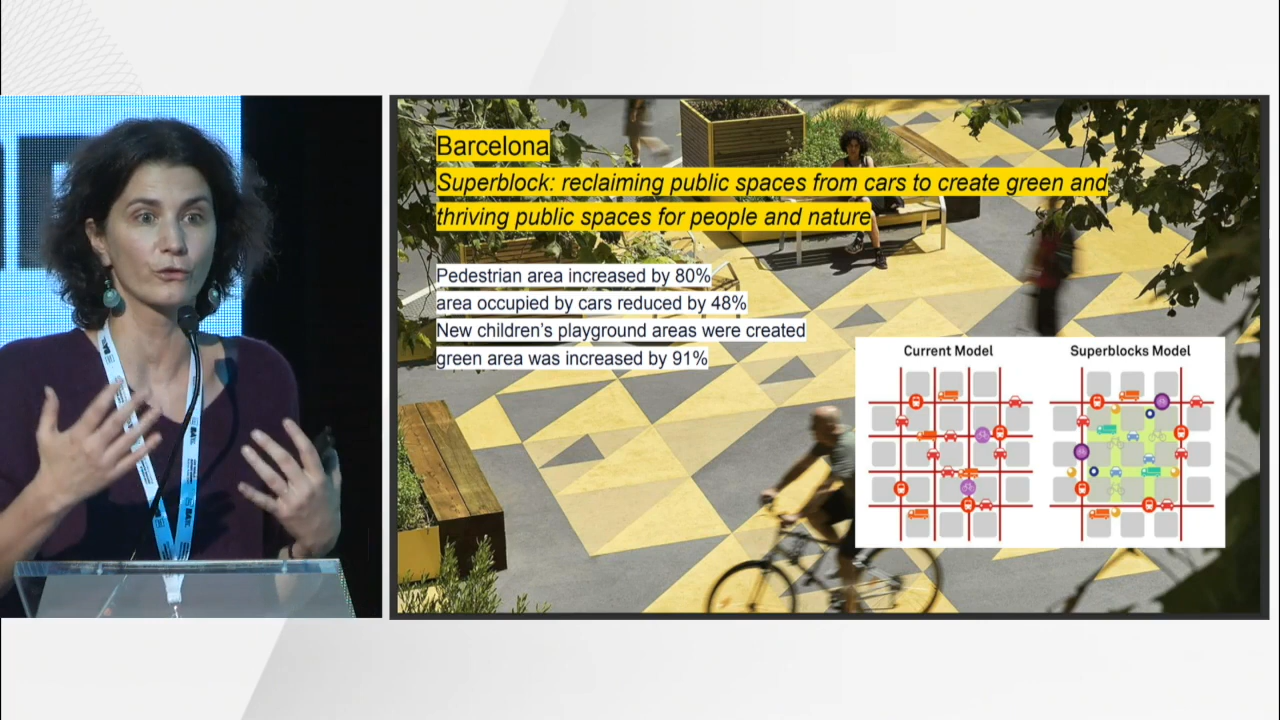 Barcelona
Superblock: reclaiming public spaces from cars to create green and
thriving public spaces for people and nature
Pedestrian area increased by 80%
area occupied by cars reduced by 48%
New children's playground areas were created
green area was increased by 91%
Current Model
Superblocks Model